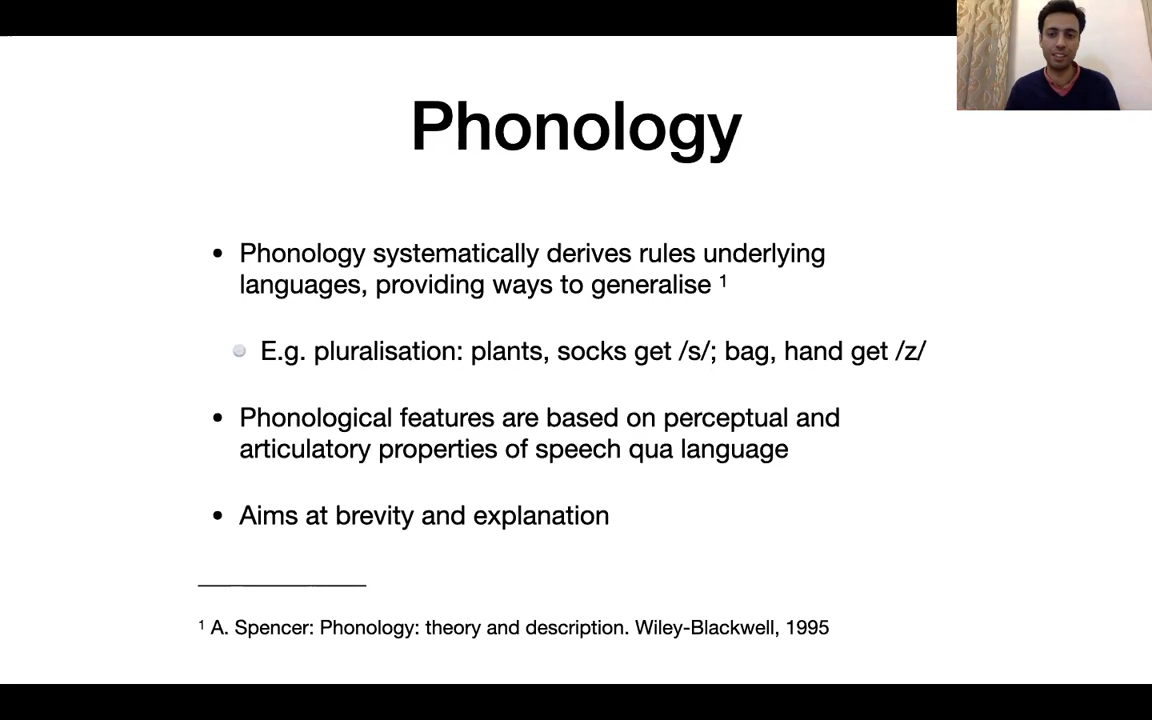 Phonology
• Phonology systematically derives rules underlying
languages, providing ways to generalise ¹
• E.g. pluralisation: plants, socks get /s/; bag, hand get /z/
• Phonological features are based on perceptual and
articulatory properties of speech qua language
• Aims at brevity and explanation
¹ A. Spencer: Phonology: theory and description. Wiley-Blackwell, 1995